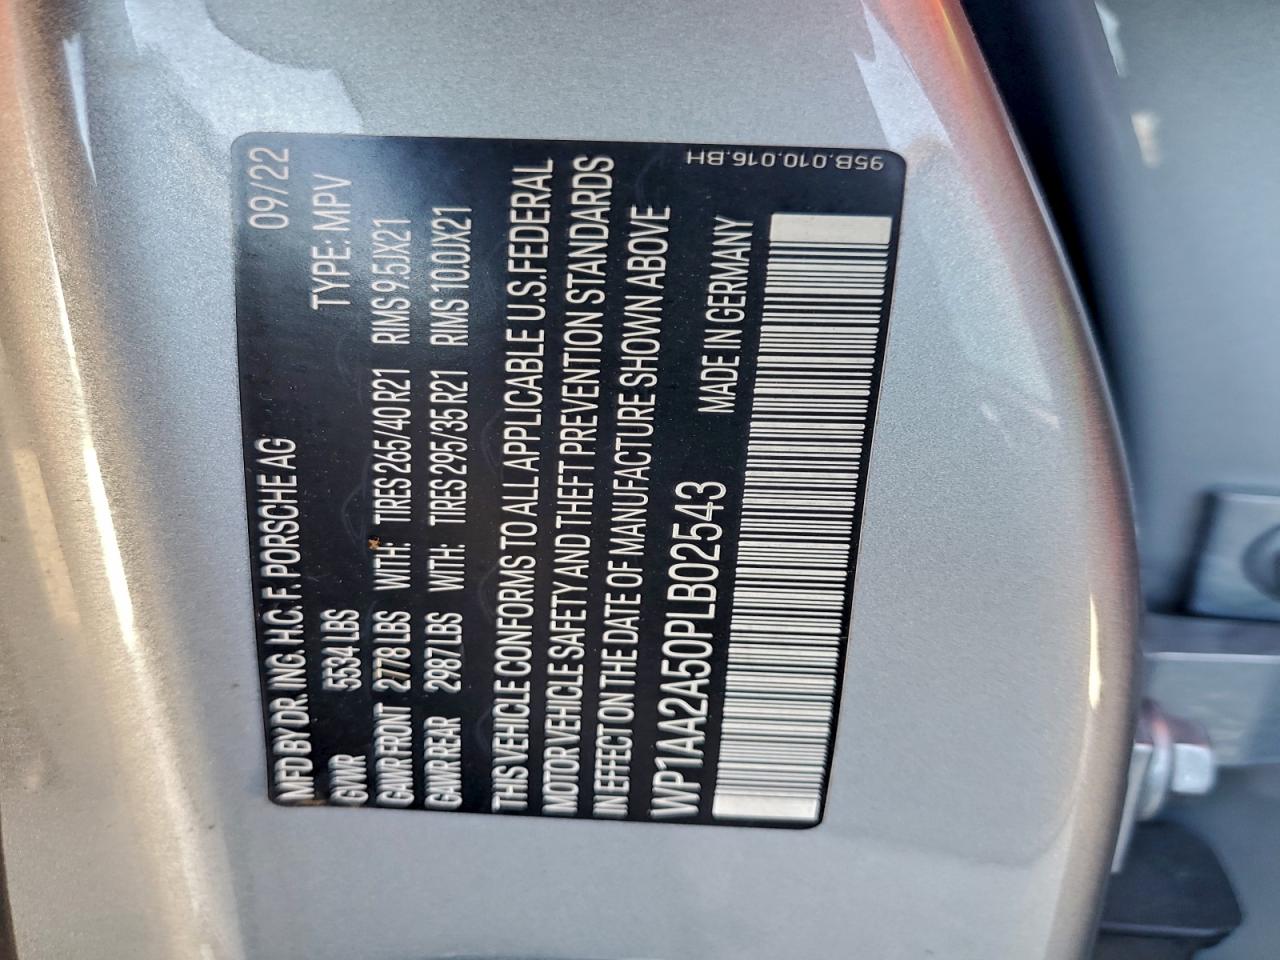 MFD BY DR. ING. H.C. F. PORSCHE AG 09/22
GVWR 5534 LBS TYPE: MPV
GAWR FRONT 2778 LBS WITH: TIRES 265/40 R21 RIMS 9.5JX21
GAWR REAR 2987 LBS WITH: TIRES 295/35 R21 RIMS 10.0JX21
THIS VEHICLE CONFORMS TO ALL APPLICABLE U.S.FEDERAL
MOTOR VEHICLE SAFETY AND THEFT PREVENTION STANDARDS
IN EFFECT ON THE DATE OF MANUFACTURE SHOWN ABOVE
WP1AA2A50PLB02543 MADE IN GERMANY
95B.010.016.BH